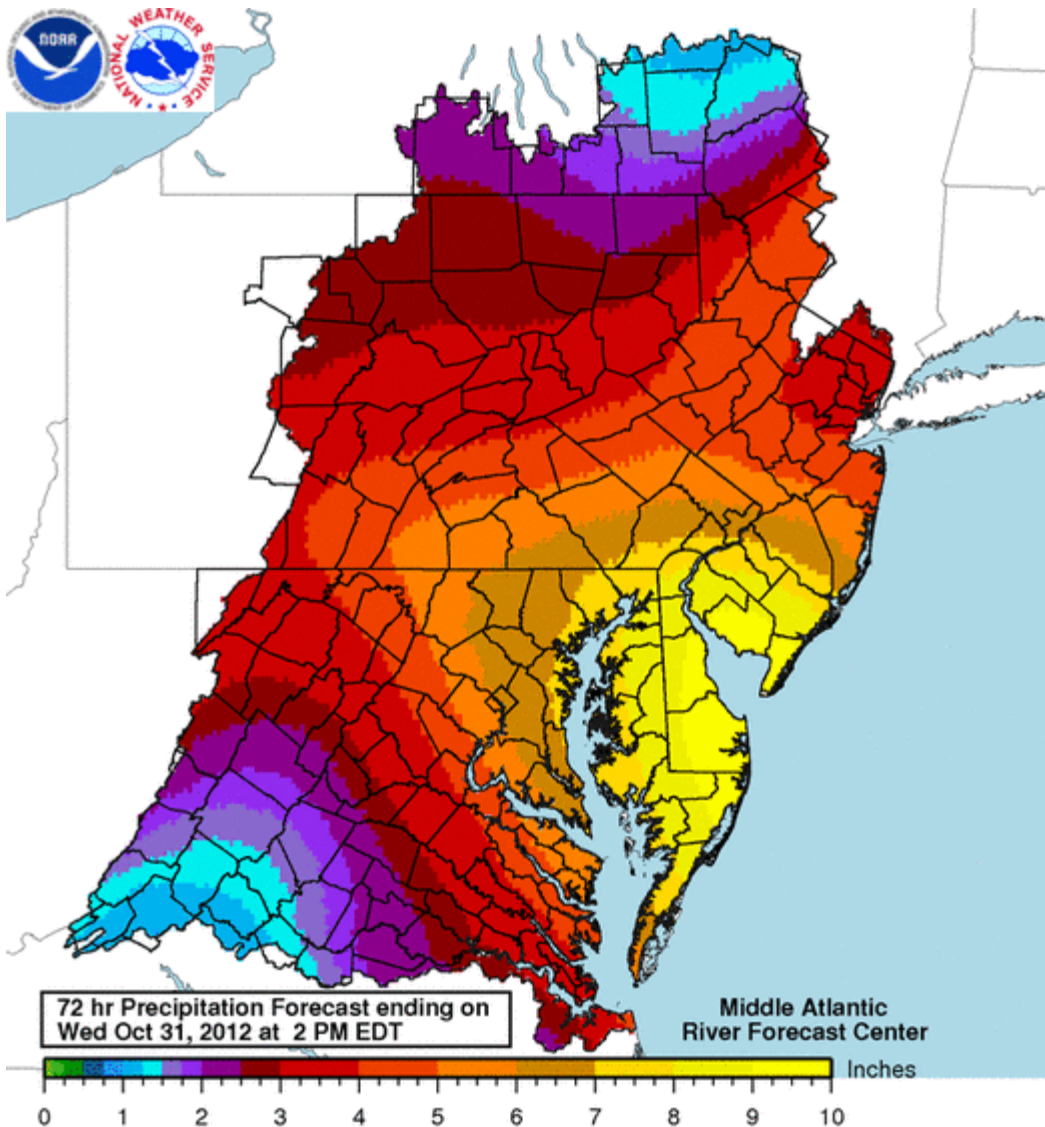 NOAA
NATIONAL WEATHER SERVICE
72 hr Precipitation Forecast ending on
Wed Oct 31, 2012 at 2 PM EDT
Middle Atlantic
River Forecast Center
Inches
0 1 2 3 4 5 6 7 8 9 10